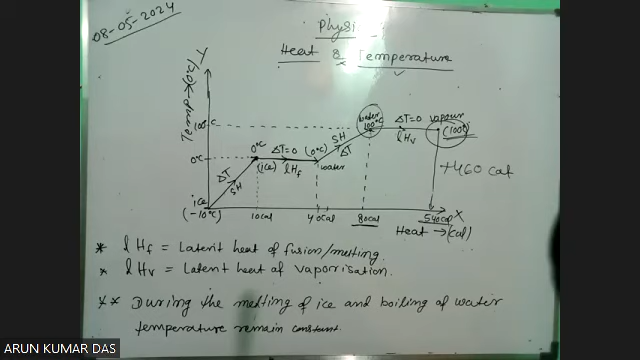 08-05-2024
Physi
Heat & Temperature
Y
Temp → (0°C)
100°C
0°C
ice
(-10°C)
ΔT
SH
0°C
(ice)
ΔT=0
lHf
(0°C)
water
SH
ΔT
water
100°C
ΔT=0
lHv
vapour
(100°C)
+460 cal
10cal
40cal
80cal
540cal
X
Heat → (cal)
* lHf = Latent heat of fusion/melting.
* lHv = Latent heat of vaporisation.
** During the melting of ice and boiling of water
temperature remain constant
ARUN KUMAR DAS